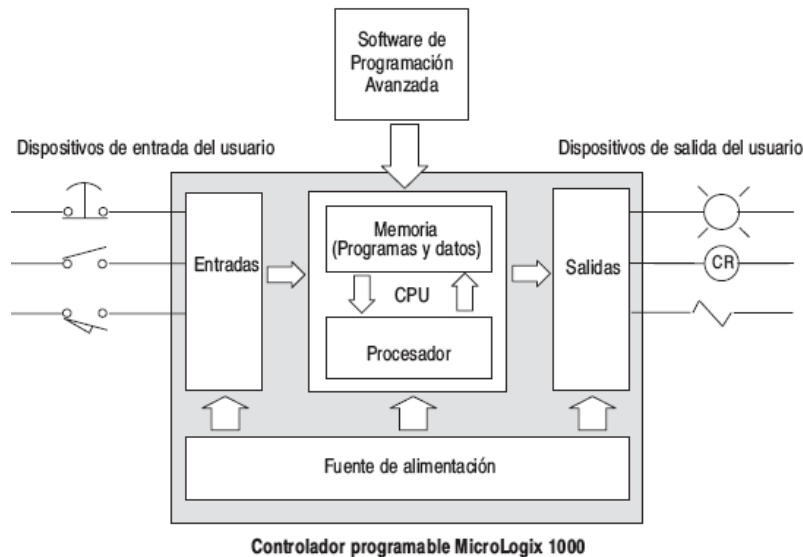 Software de
Programación
Avanzada
Dispositivos de entrada del usuario
Dispositivos de salida del usuario
Entradas
Memoria
(Programas y datos)
CPU
Procesador
Salidas
CR
Fuente de alimentación
Controlador programable MicroLogix 1000